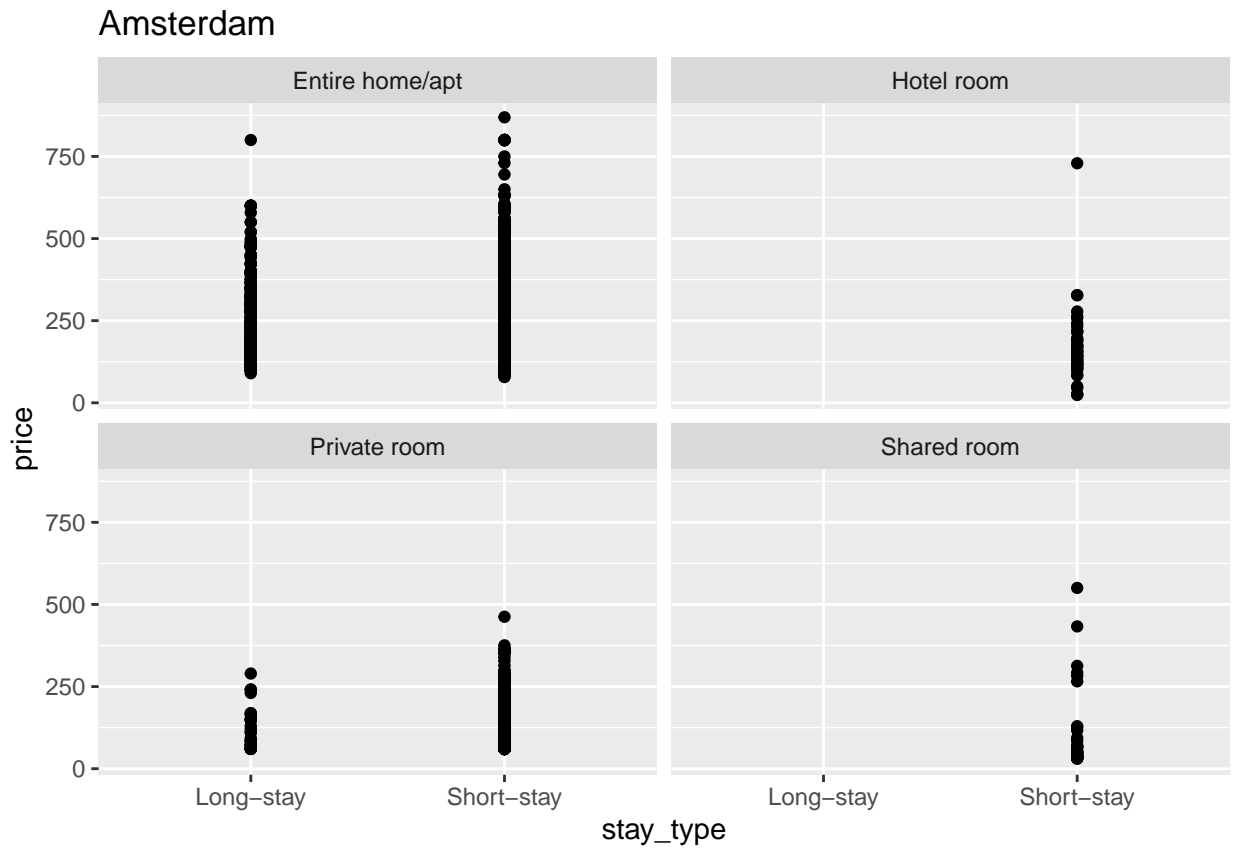 Amsterdam
Entire home/apt
Hotel room
750
500
250
0
Private room
Shared room
750
500
250
0
price
Long−stay
Short−stay
Long−stay
Short−stay
stay_type